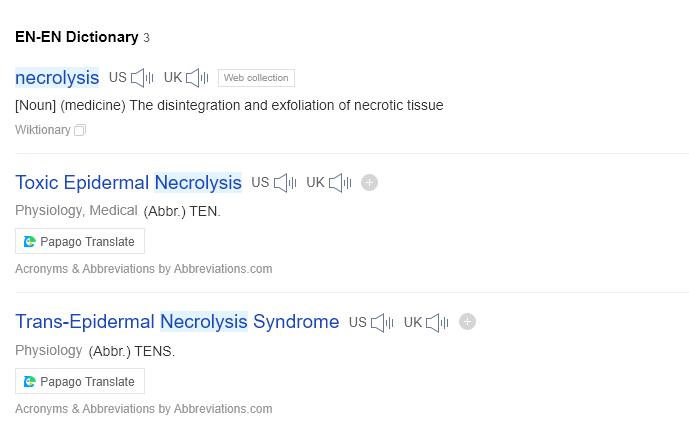 EN-EN Dictionary 3
necrolysis US UK Web collection
[Noun] (medicine) The disintegration and exfoliation of necrotic tissue
Wiktionary
Toxic Epidermal Necrolysis US UK
Physiology, Medical (Abbr.) TEN.
Papago Translate
Acronyms & Abbreviations by Abbreviations.com
Trans-Epidermal Necrolysis Syndrome US UK
Physiology (Abbr.) TENS.
Papago Translate
Acronyms & Abbreviations by Abbreviations.com